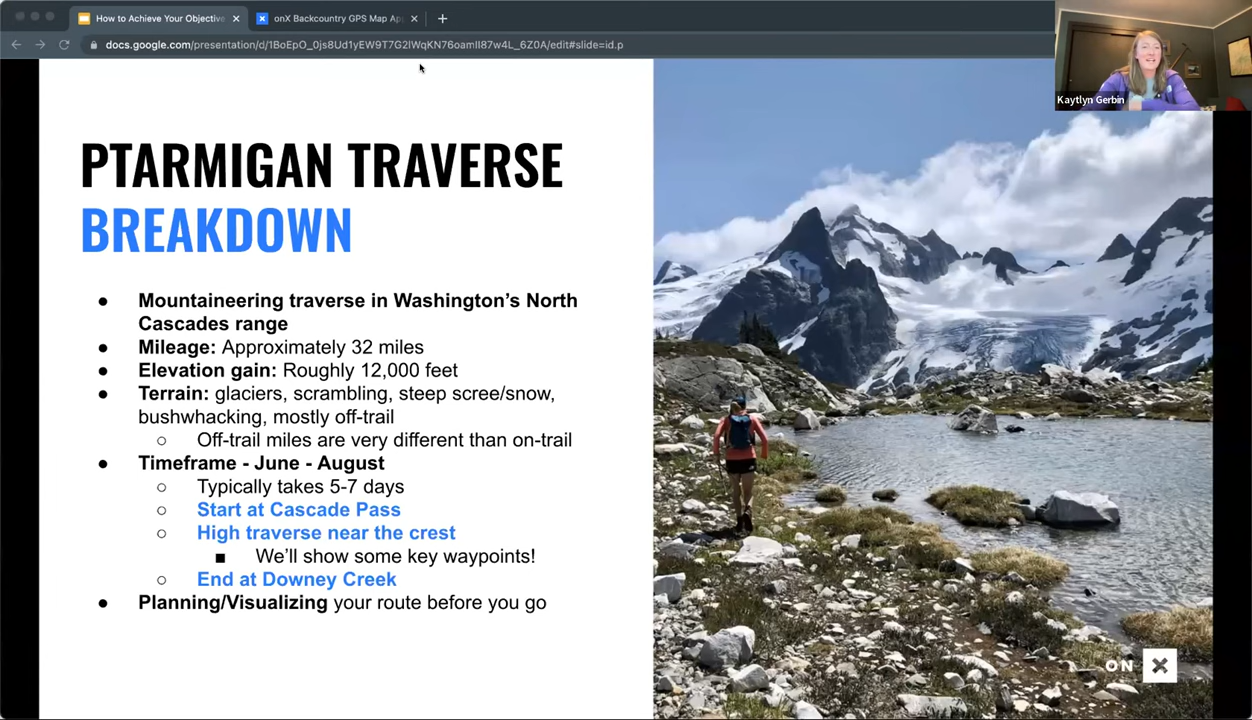 How to Achieve Your Objective
onX Backcountry GPS Map Ap
docs.google.com/presentation/d/1BoEpO_0js8Ud1yEW9T7G2IWqKN76oamlI87w4L_6Z0A/edit#slide=id.p
Kaytlyn Gerbin
PTARMIGAN TRAVERSE
BREAKDOWN
● Mountaineering traverse in Washington's North
Cascades range
● Mileage: Approximately 32 miles
● Elevation gain: Roughly 12,000 feet
● Terrain: glaciers, scrambling, steep scree/snow,
bushwhacking, mostly off-trail
○ Off-trail miles are very different than on-trail
● Timeframe - June - August
○ Typically takes 5-7 days
○ Start at Cascade Pass
○ High traverse near the crest
■ We'll show some key waypoints!
○ End at Downey Creek
● Planning/Visualizing your route before you go
ON X